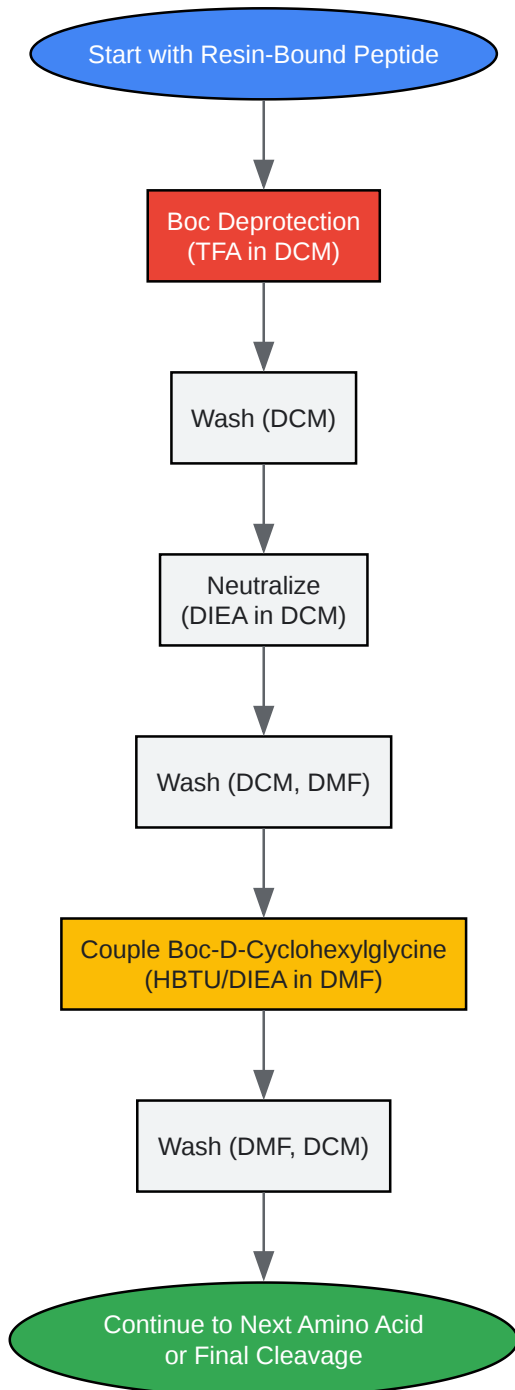 Start with Resin-Bound Peptide
Boc Deprotection
(TFA in DCM)
Wash (DCM)
Neutralize
(DIEA in DCM)
Wash (DCM, DMF)
Couple Boc-D-Cyclohexylglycine
(HBTU/DIEA in DMF)
Wash (DMF, DCM)
Continue to Next Amino Acid
or Final Cleavage